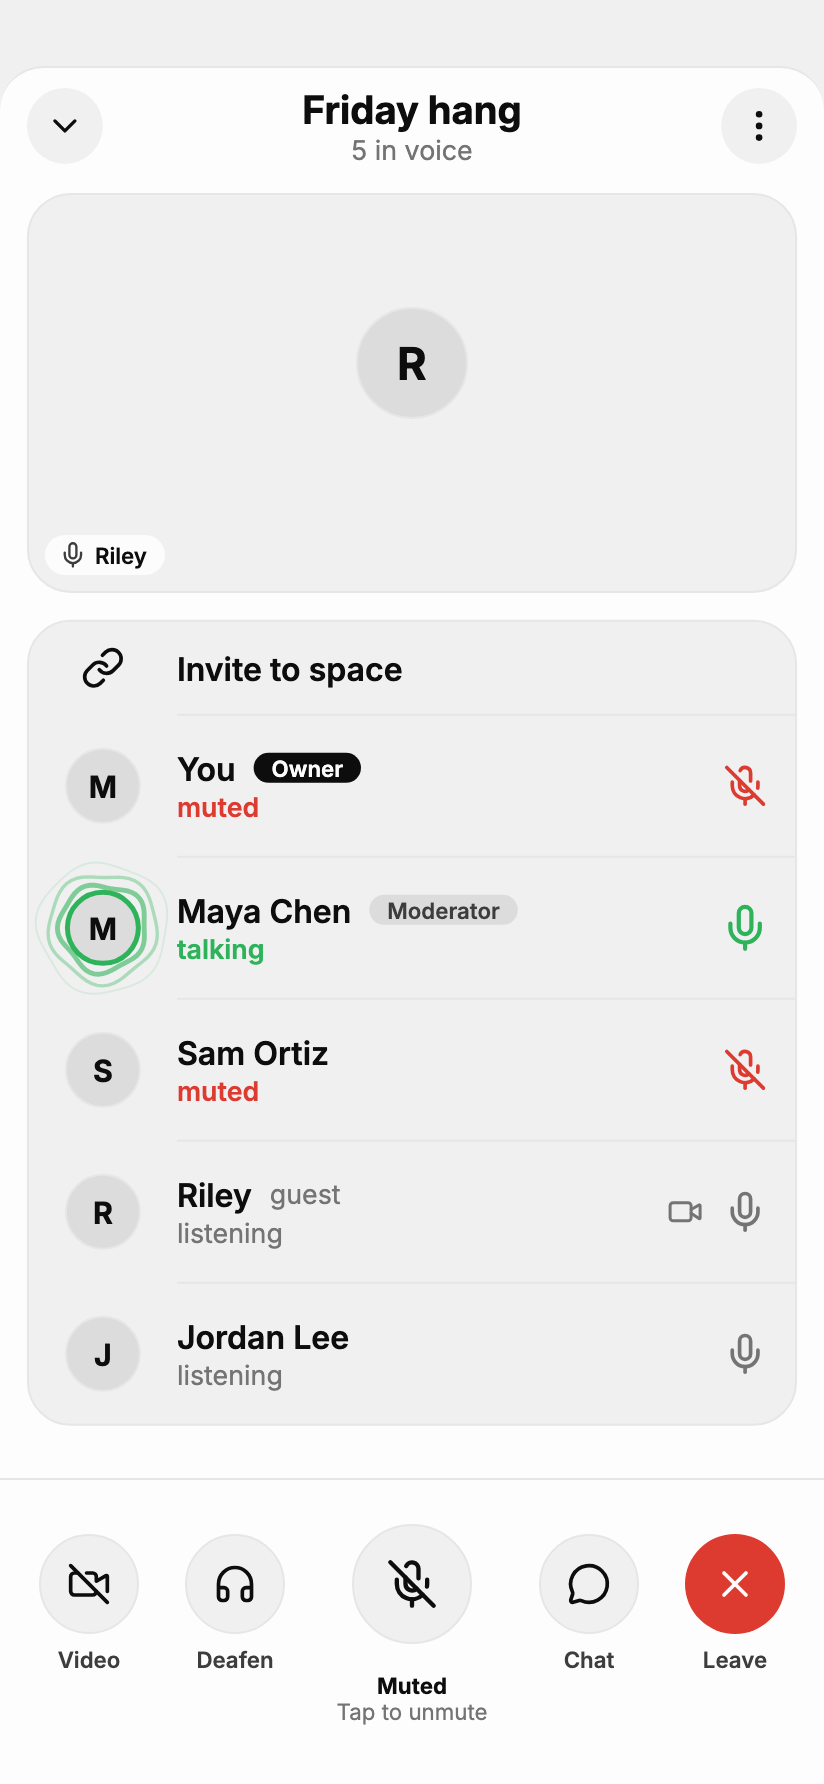 Friday hang
5 in voice
R
Riley
Invite to space
M
You Owner
muted
M
Maya Chen Moderator
talking
S
Sam Ortiz
muted
R
Riley guest
listening
J
Jordan Lee
listening
Video
Deafen
Muted
Tap to unmute
Chat
Leave